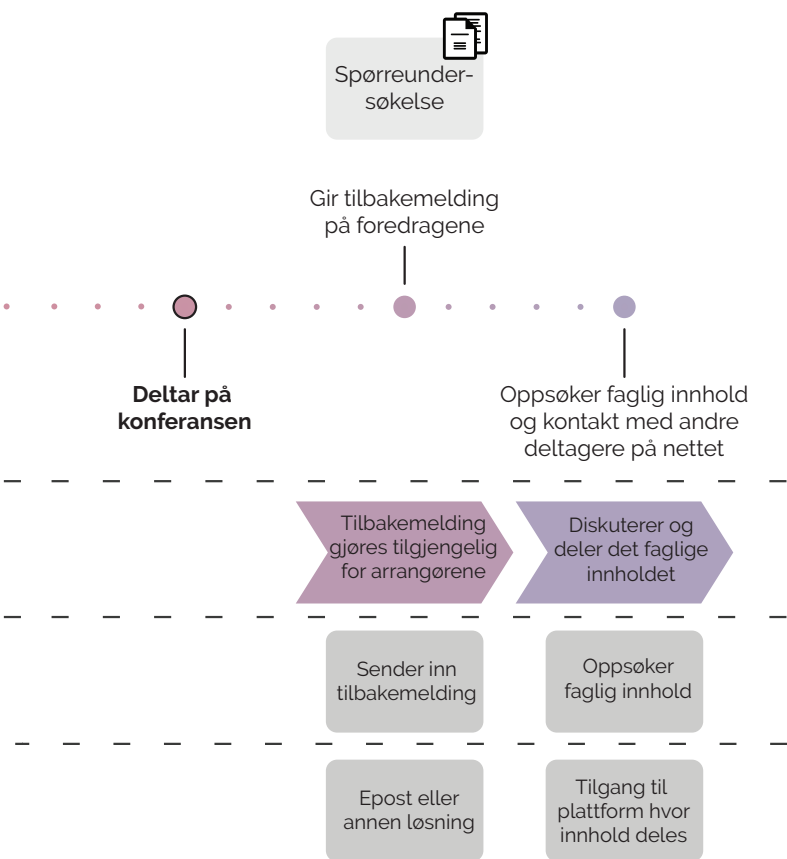 Spørreunder-
søkelse
Gir tilbakemelding
på foredragene
Deltar på
konferansen
Oppsøker faglig innhold
og kontakt med andre
deltagere på nettet
Tilbakemelding
gjøres tilgjengelig
for arrangørene
Diskuterer og
deler det faglige
innholdet
Sender inn
tilbakemelding
Oppsøker
faglig innhold
Epost eller
annen løsning
Tilgang til
plattform hvor
innhold deles